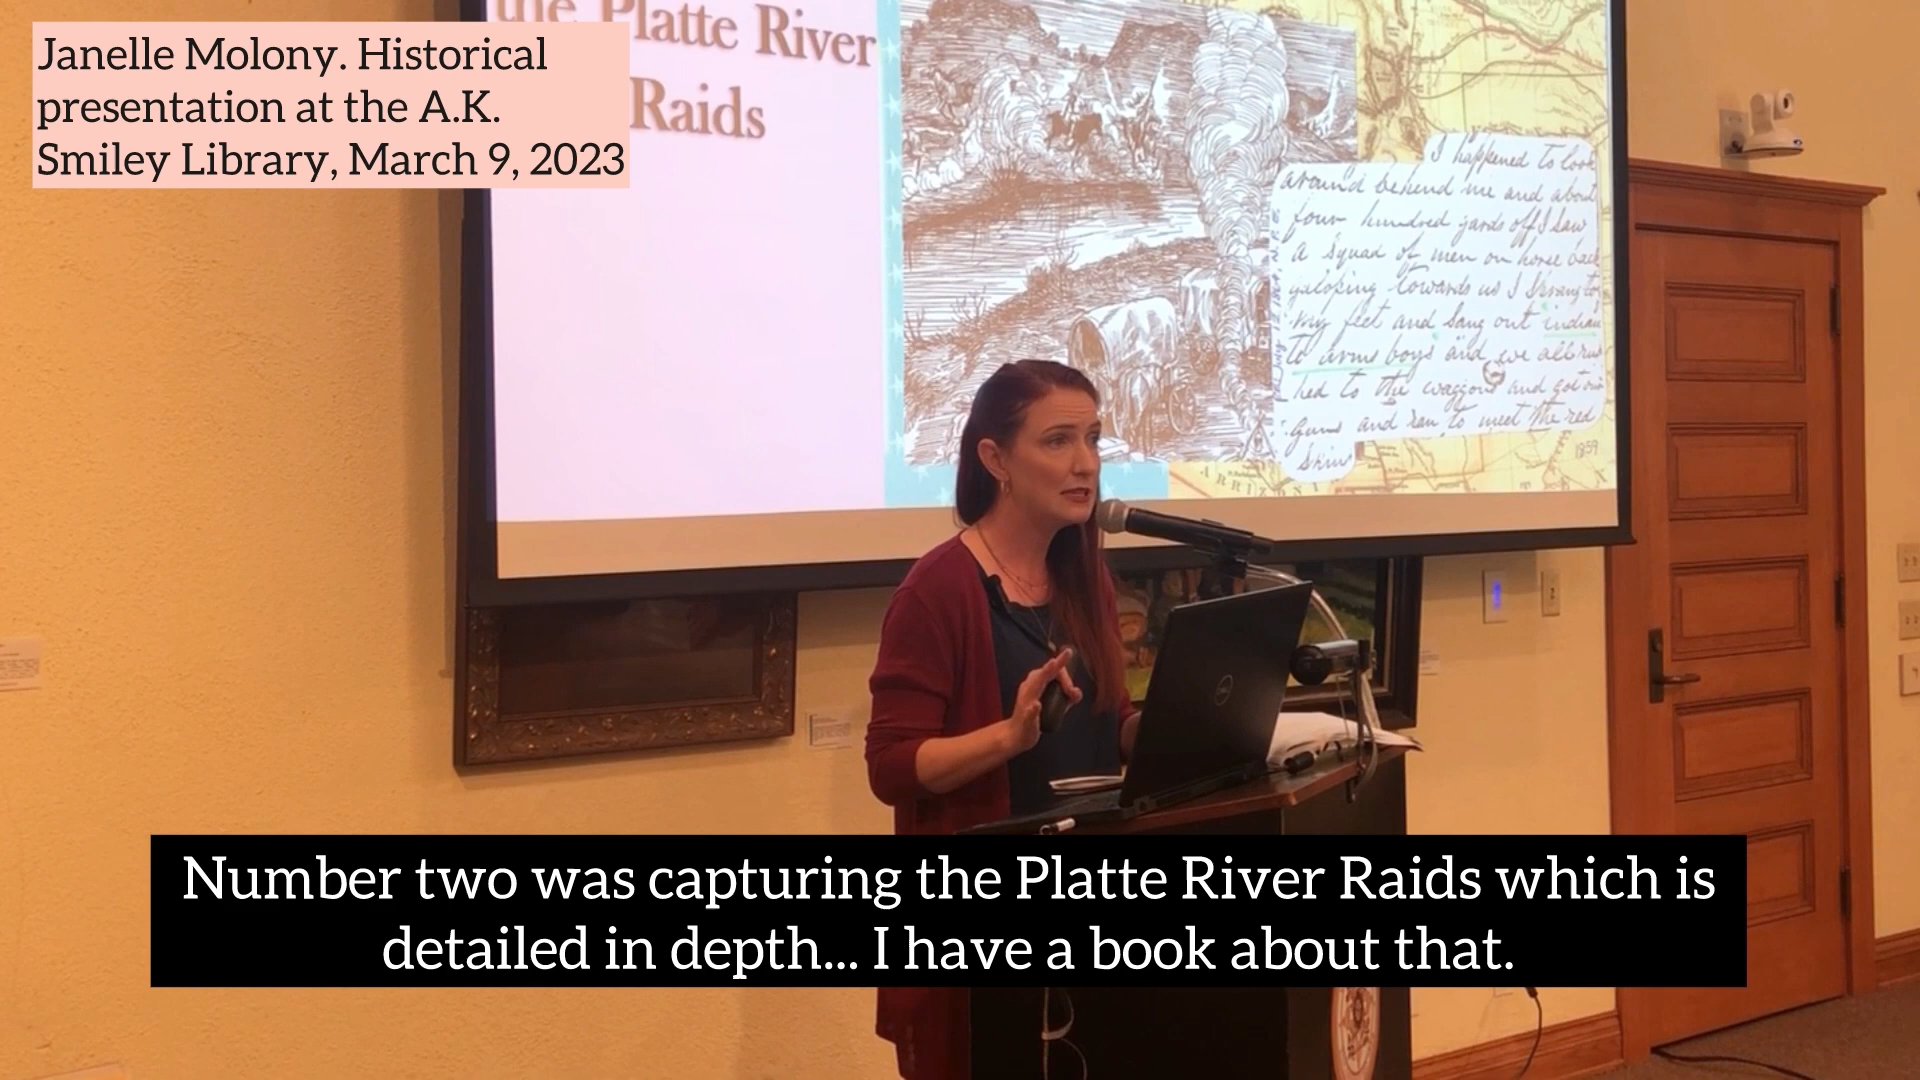 Janelle Molony. Historical
presentation at the A.K.
Smiley Library, March 9, 2023
the Platte River
Raids
I happened to look
around behend me and about
four hundred yards off I saw
a squad of men on horse back
galoping towards us I sprang to
my feet and sang out indian
to arms boys and we all rus
hed to the waggons and got our
guns and ran to meet the red
skins
1859
ARRIZONI
DELL
Number two was capturing the Platte River Raids which is
detailed in depth... I have a book about that.